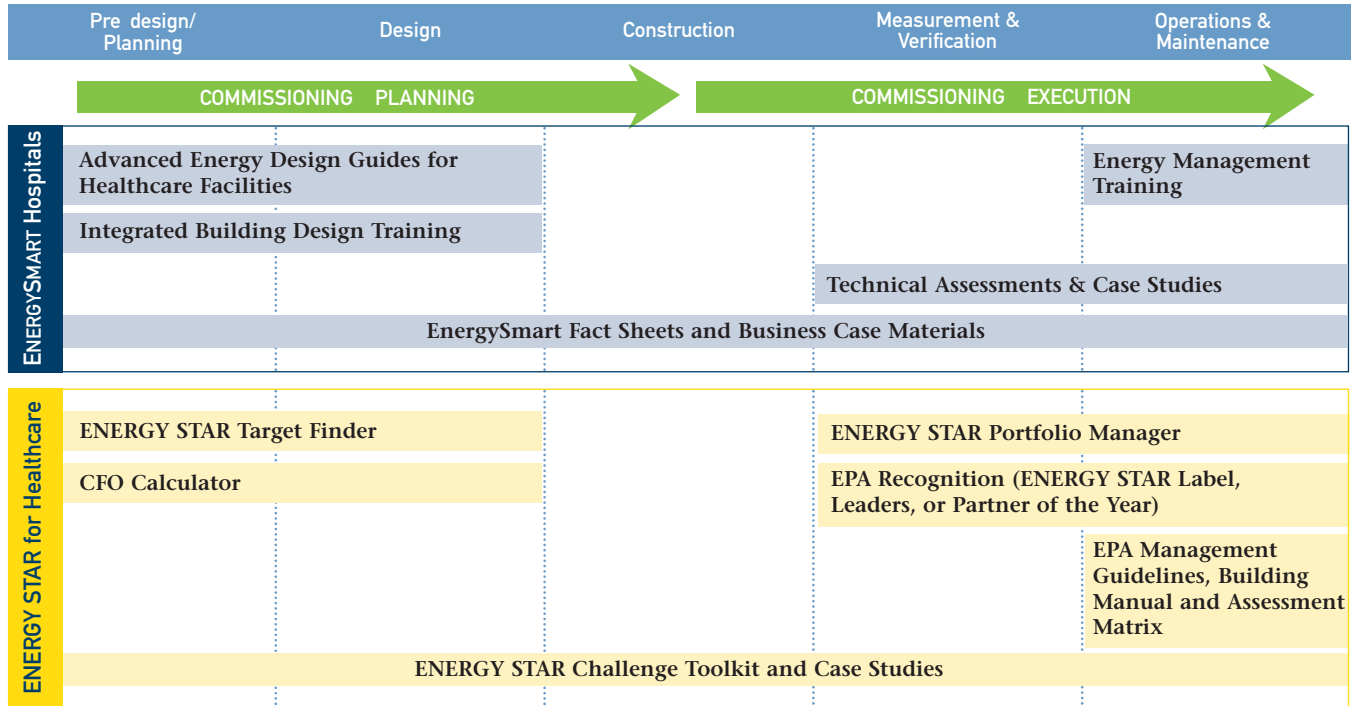 Pre design/
Planning
Design
Construction
Measurement &
Verification
Operations &
Maintenance
COMMISSIONING PLANNING
COMMISSIONING EXECUTION
ENERGYSMART Hospitals
Advanced Energy Design Guides for
Healthcare Facilities
Energy Management
Training
Integrated Building Design Training
Technical Assessments & Case Studies
EnergySmart Fact Sheets and Business Case Materials
ENERGY STAR for Healthcare
ENERGY STAR Target Finder
ENERGY STAR Portfolio Manager
CFO Calculator
EPA Recognition (ENERGY STAR Label,
Leaders, or Partner of the Year)
EPA Management
Guidelines, Building
Manual and Assessment
Matrix
ENERGY STAR Challenge Toolkit and Case Studies